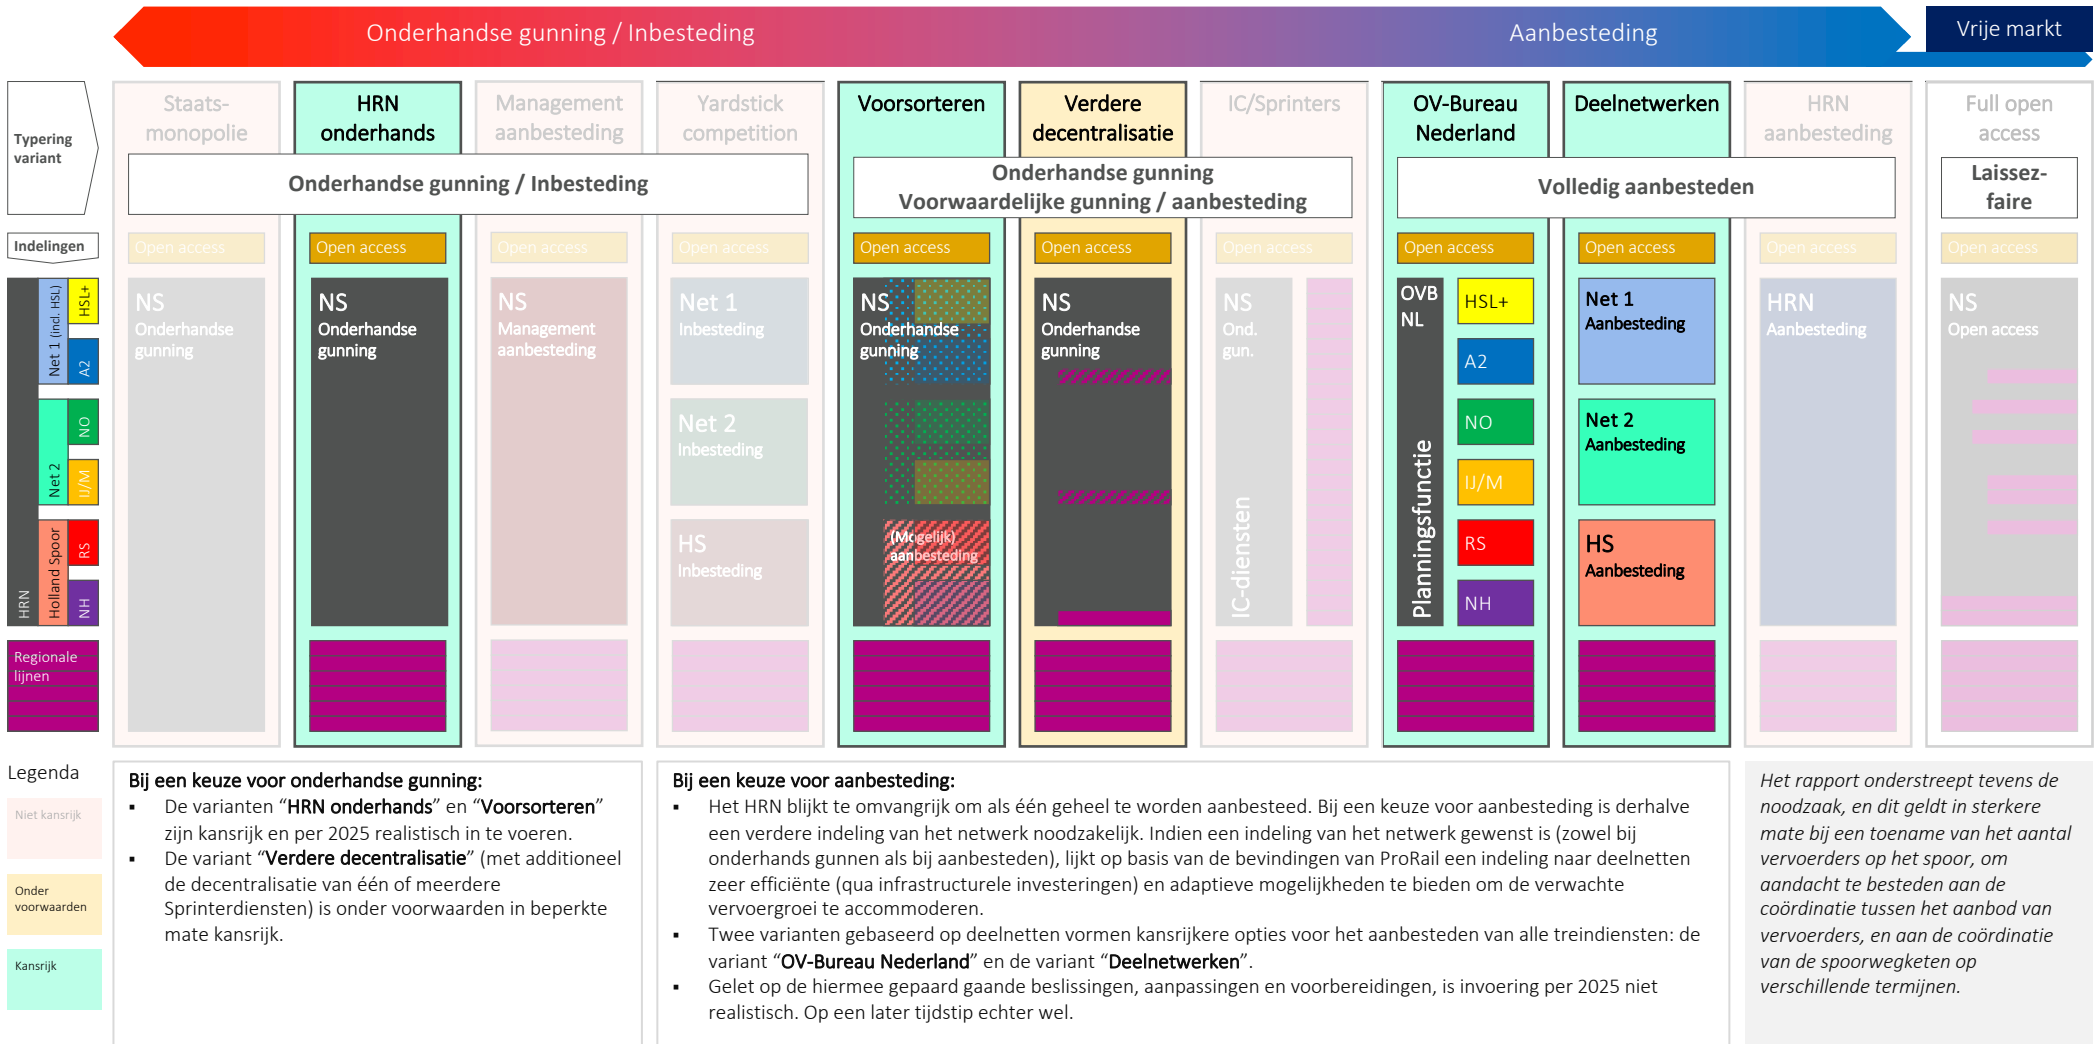 Onderhandse gunning / Inbesteding
Aanbesteding
Vrije markt
Typering
variant
Staats-
monopolie
HRN
onderhands
Management
aanbesteding
Yardstick
competition
Voorsorteren
Verdere
decentralisatie
IC/Sprinters
OV-Bureau
Nederland
Deelnetwerken
HRN
aanbesteding
Full open
access
Onderhandse gunning / Inbesteding
Onderhandse gunning
Voorwaardelijke gunning / aanbesteding
Volledig aanbesteden
Laissez-
faire
Indelingen
Open access
Open access
Open access
Open access
Open access
Open access
Open access
Open access
Open access
Open access
Open access
HRN
Net 1 (incl. HSL)
HSL+
A2
Net 2
NO
IJ/M
Holland Spoor
RS
NH
Regionale
lijnen
NS
Onderhandse
gunning
NS
Onderhandse
gunning
NS
Management
aanbesteding
Net 1
Inbesteding
Net 2
Inbesteding
HS
Inbesteding
NS
Onderhandse
gunning
(Mogelijk)
aanbesteding
NS
Onderhandse
gunning
NS
Ond.
gun.
IC-diensten
OVB
NL
Planningsfunctie
HSL+
A2
NO
IJ/M
RS
NH
Net 1
Aanbesteding
Net 2
Aanbesteding
HS
Aanbesteding
HRN
Aanbesteding
NS
Open access
Legenda
Niet kansrijk
Onder
voorwaarden
Kansrijk
Bij een keuze voor onderhandse gunning:
▪ De varianten “HRN onderhands” en “Voorsorteren”
zijn kansrijk en per 2025 realistisch in te voeren.
▪ De variant “Verdere decentralisatie” (met additioneel
de decentralisatie van één of meerdere
Sprinterdiensten) is onder voorwaarden in beperkte
mate kansrijk.
Bij een keuze voor aanbesteding:
▪ Het HRN blijkt te omvangrijk om als één geheel te worden aanbesteed. Bij een keuze voor aanbesteding is derhalve
een verdere indeling van het netwerk noodzakelijk. Indien een indeling van het netwerk gewenst is (zowel bij
onderhands gunnen als bij aanbesteden), lijkt op basis van de bevindingen van ProRail een indeling naar deelnetten
zeer efficiënte (qua infrastructurele investeringen) en adaptieve mogelijkheden te bieden om de verwachte
vervoergroei te accommoderen.
▪ Twee varianten gebaseerd op deelnetten vormen kansrijkere opties voor het aanbesteden van alle treindiensten: de
variant “OV-Bureau Nederland” en de variant “Deelnetwerken”.
▪ Gelet op de hiermee gepaard gaande beslissingen, aanpassingen en voorbereidingen, is invoering per 2025 niet
realistisch. Op een later tijdstip echter wel.
Het rapport onderstreept tevens de
noodzaak, en dit geldt in sterkere
mate bij een toename van het aantal
vervoerders op het spoor, om
aandacht te besteden aan de
coördinatie tussen het aanbod van
vervoerders, en aan de coördinatie
van de spoorwegketen op
verschillende termijnen.